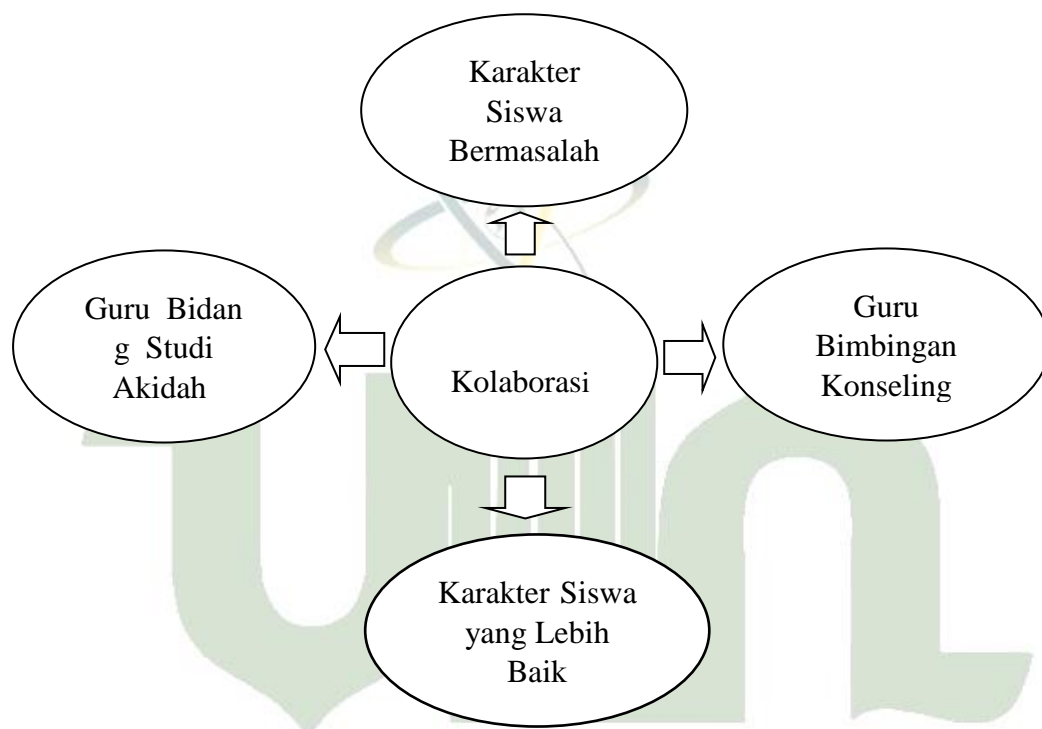 Karakter
Siswa
Bermasalah
Guru Bidan
g Studi
Akidah
Kolaborasi
Guru
Bimbingan
Konseling
Karakter Siswa
yang Lebih
Baik